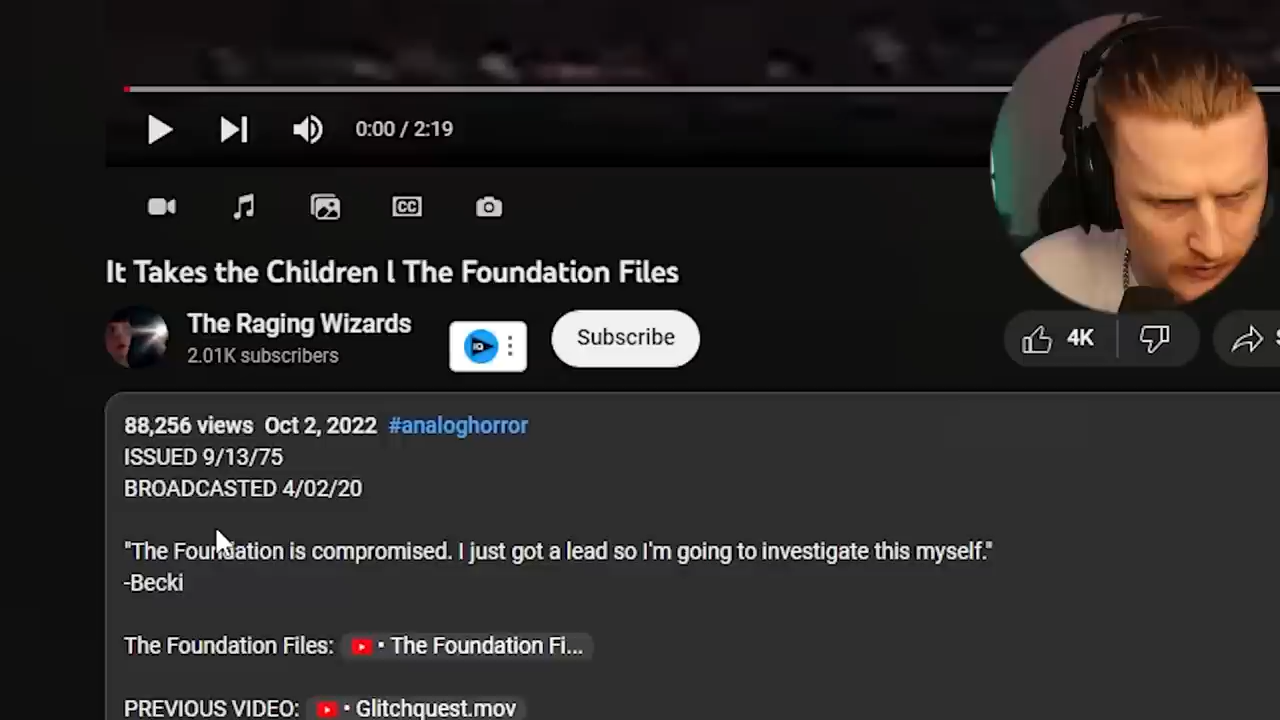 0:00 / 2:19
CC
It Takes the Children l The Foundation Files
The Raging Wizards
2.01K subscribers
IQ
Subscribe
4K
88,256 views Oct 2, 2022 #analoghorror
ISSUED 9/13/75
BROADCASTED 4/02/20
"The Foundation is compromised. I just got a lead so I'm going to investigate this myself."
-Becki
The Foundation Files: • The Foundation Fi...
PREVIOUS VIDEO: • Glitchquest.mov